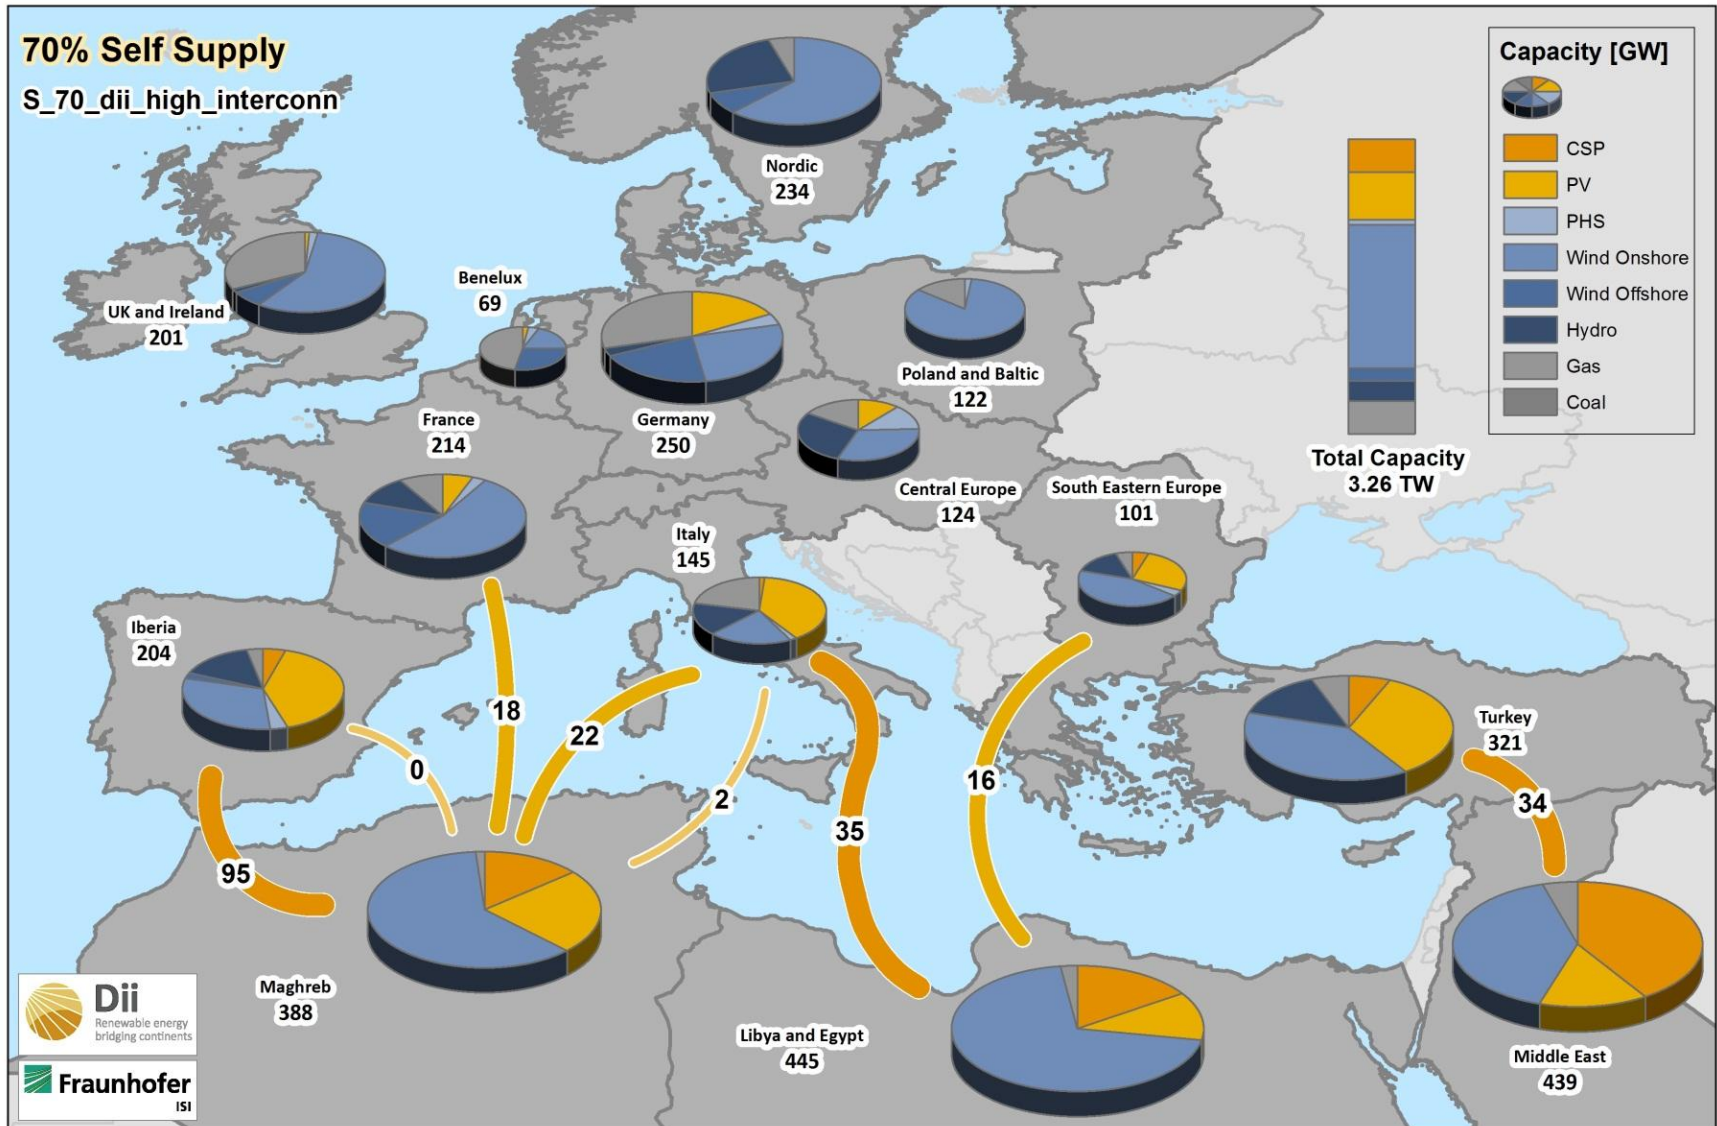 70% Self Supply
S_70_dii_high_interconn
Capacity [GW]
CSP
PV
PHS
Wind Onshore
Wind Offshore
Hydro
Gas
Coal
Total Capacity
3.26 TW
Nordic
234
UK and Ireland
201
Benelux
69
Germany
250
Poland and Baltic
122
France
214
Central Europe
124
South Eastern Europe
101
Italy
145
Iberia
204
Turkey
321
18
22
0
2
35
16
34
95
Maghreb
388
Libya and Egypt
445
Middle East
439
Dii
Renewable energy
bridging continents
Fraunhofer
ISI